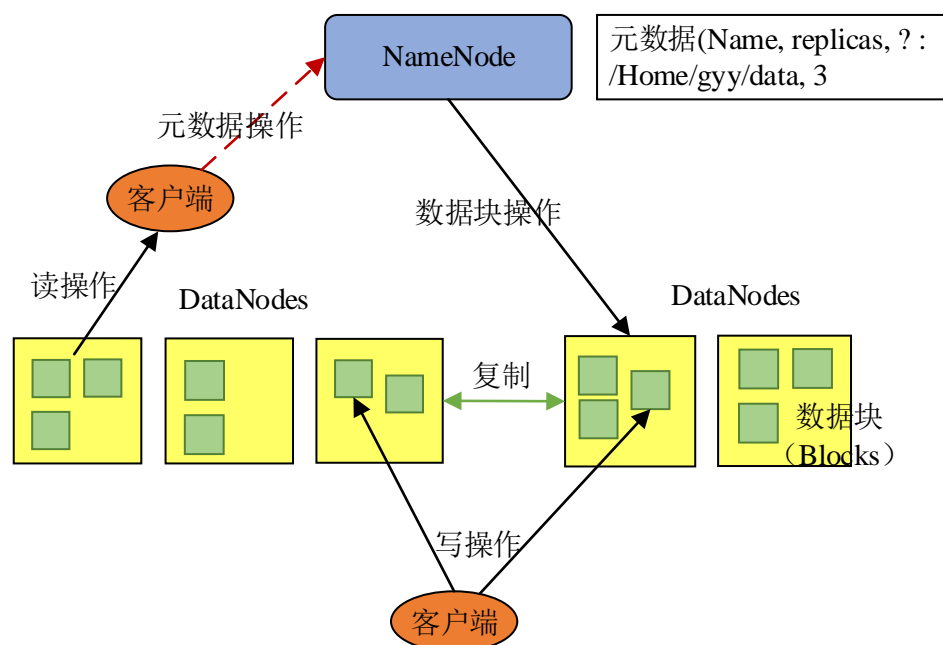 NameNode
元数据(Name, replicas, ? :
/Home/gyy/data, 3
元数据操作
客户端
数据块操作
读操作
DataNodes
DataNodes
复制
数据块
（Blocks）
写操作
客户端